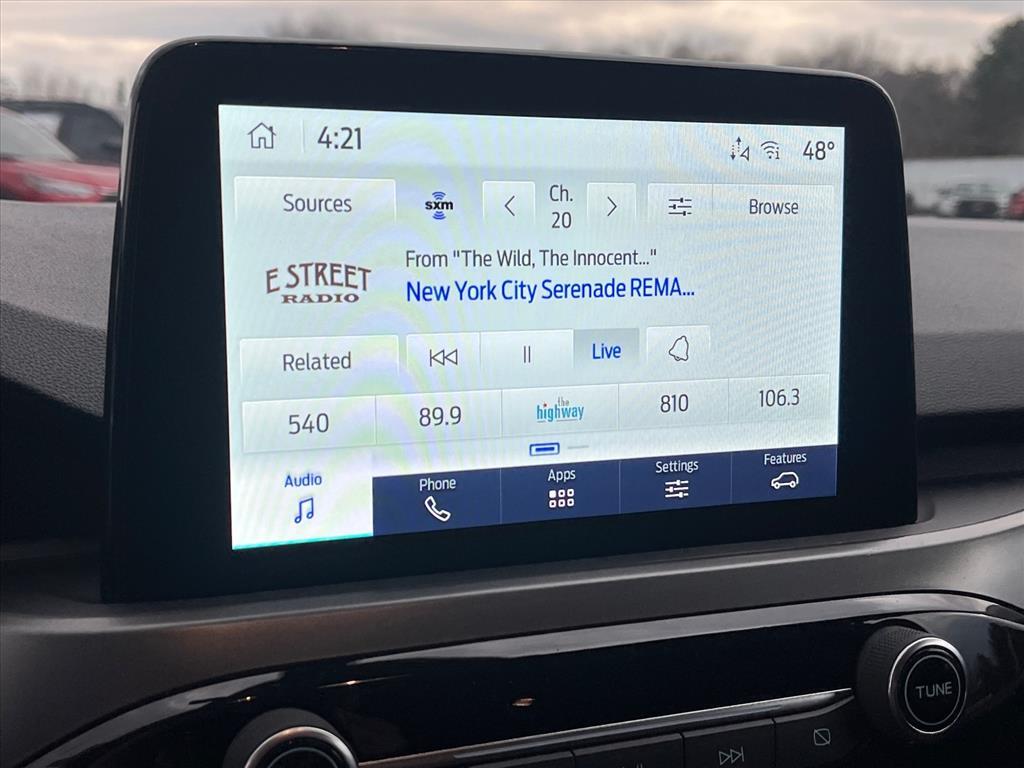 4:21
48°
Sources
sxm
Ch.
20
Browse
E STREET
RADIO
From "The Wild, The Innocent..."
New York City Serenade REMA...
Related
Live
540
89.9
the
highway
810
106.3
Audio
Phone
Apps
Settings
Features
TUNE